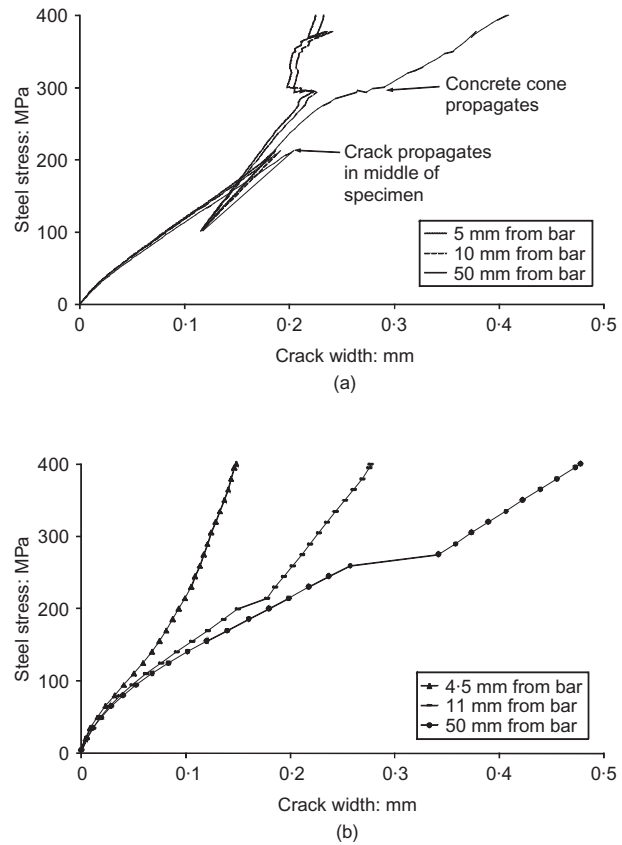 400
300
200
100
0
Steel stress: MPa
Concrete cone
propagates
Crack propagates
in middle of
specimen
5 mm from bar
10 mm from bar
50 mm from bar
0 0·1 0·2 0·3 0·4 0·5
Crack width: mm
(a)
400
300
200
100
0
Steel stress: MPa
4·5 mm from bar
11 mm from bar
50 mm from bar
0 0·1 0·2 0·3 0·4 0·5
Crack width: mm
(b)